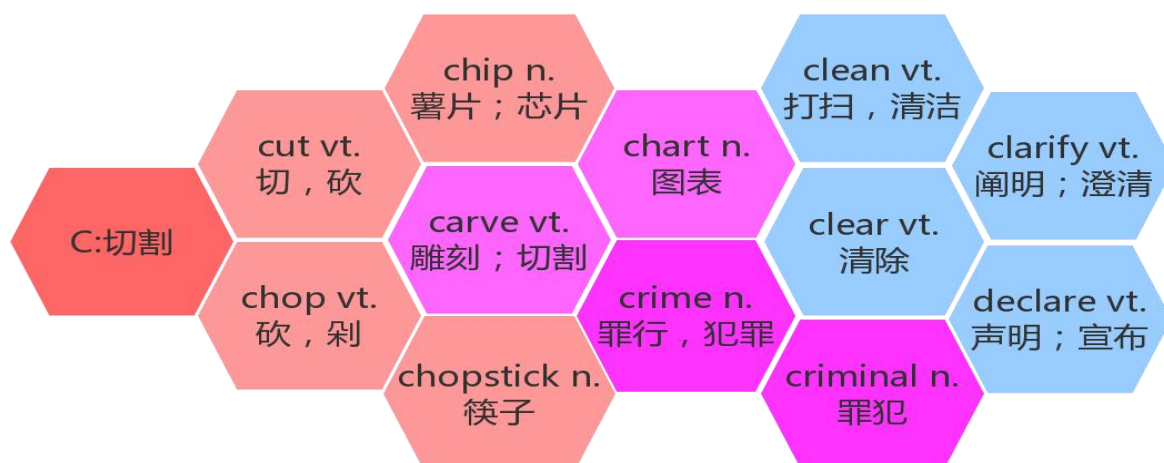 C:切割
cut vt.
切，砍
chop vt.
砍，剁
chip n.
薯片；芯片
carve vt.
雕刻；切割
chopstick n.
筷子
chart n.
图表
crime n.
罪行，犯罪
clean vt.
打扫，清洁
clear vt.
清除
criminal n.
罪犯
clarify vt.
阐明；澄清
declare vt.
声明；宣布